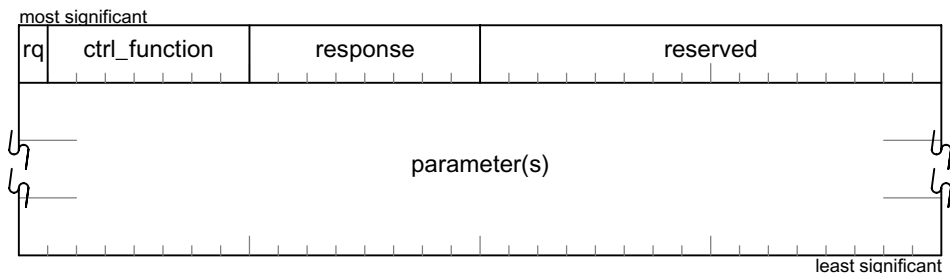 most significant
rq ctrl_function response reserved
parameter(s)
least significant